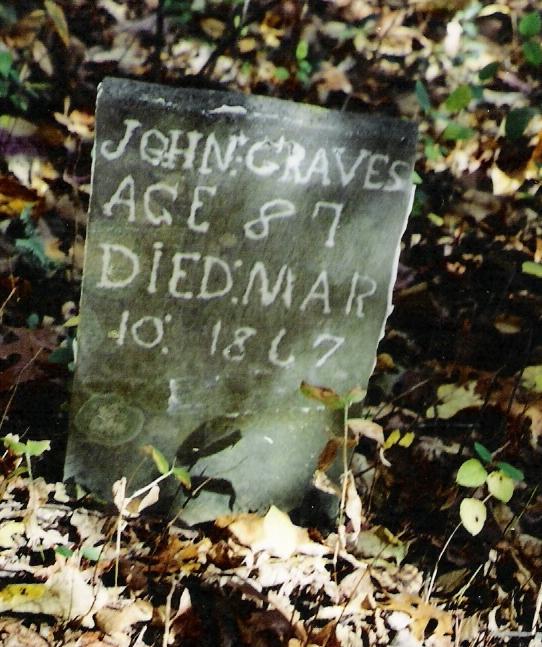 JOHN:GRAVES
AGE 87
DIED:MAR
10: 1867
E